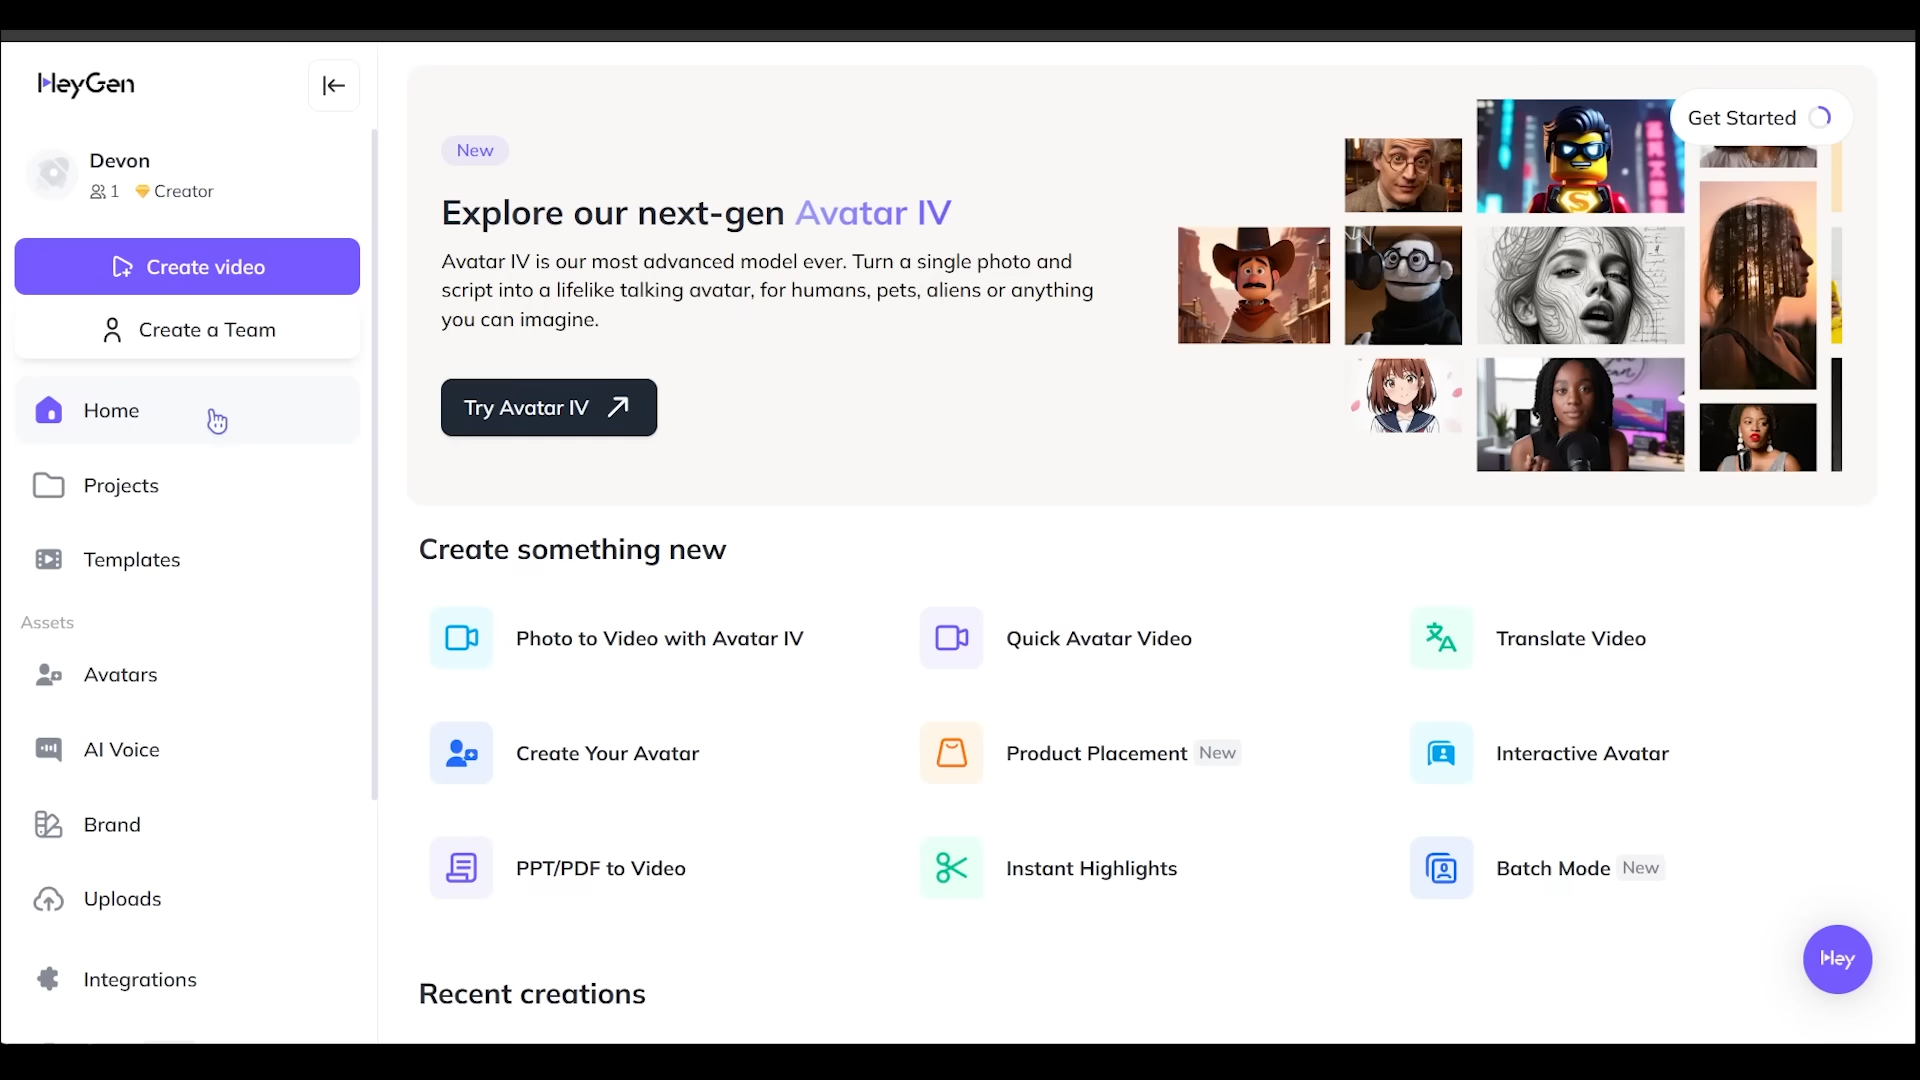 HeyGen
Devon
1 Creator
Create video
Create a Team
Home
Projects
Templates
Assets
Avatars
AI Voice
Brand
Uploads
Integrations
Get Started
New
Explore our next-gen Avatar IV
Avatar IV is our most advanced model ever. Turn a single photo and
script into a lifelike talking avatar, for humans, pets, aliens or anything
you can imagine.
Try Avatar IV
S
Create something new
Photo to Video with Avatar IV
Quick Avatar Video
Translate Video
Create Your Avatar
Product Placement New
Interactive Avatar
PPT/PDF to Video
Instant Highlights
Batch Mode New
Recent creations
Hey